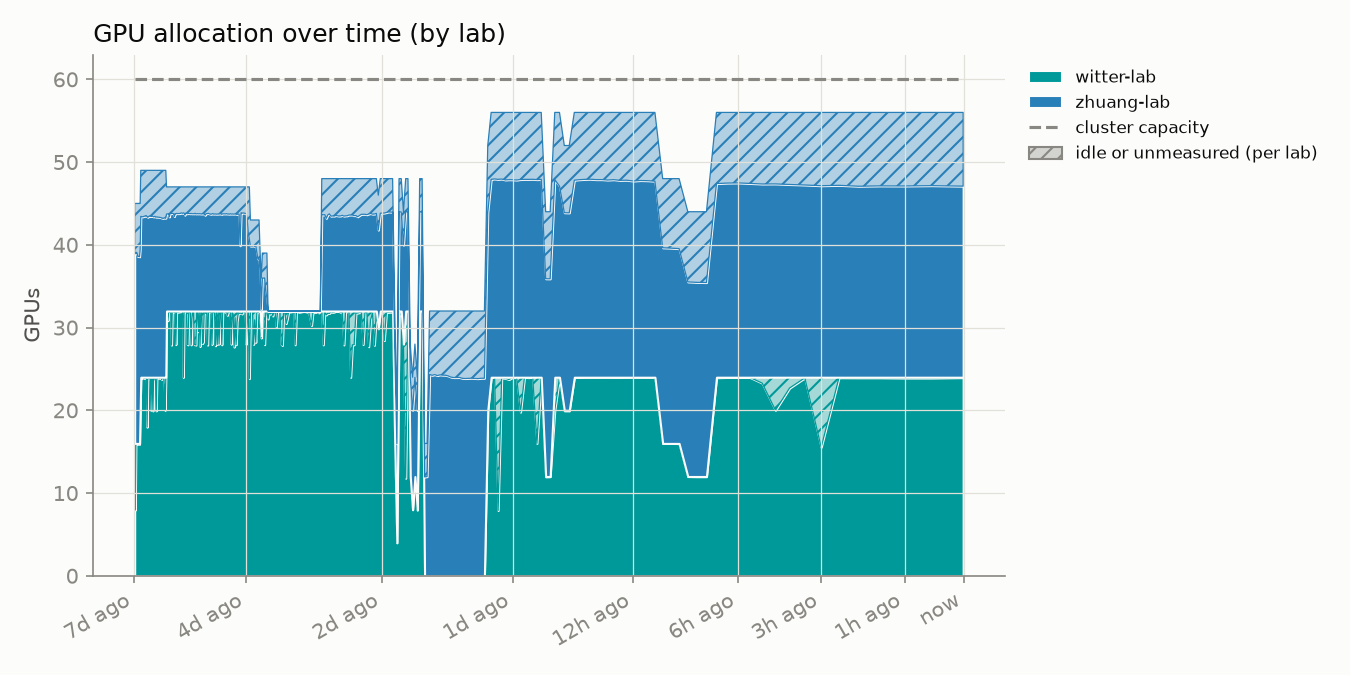 GPU allocation over time (by lab)
60
50
40
30
20
10
0
GPUs
7d ago
4d ago
2d ago
1d ago
12h ago
6h ago
3h ago
1h ago
now
witter-lab
zhuang-lab
cluster capacity
idle or unmeasured (per lab)